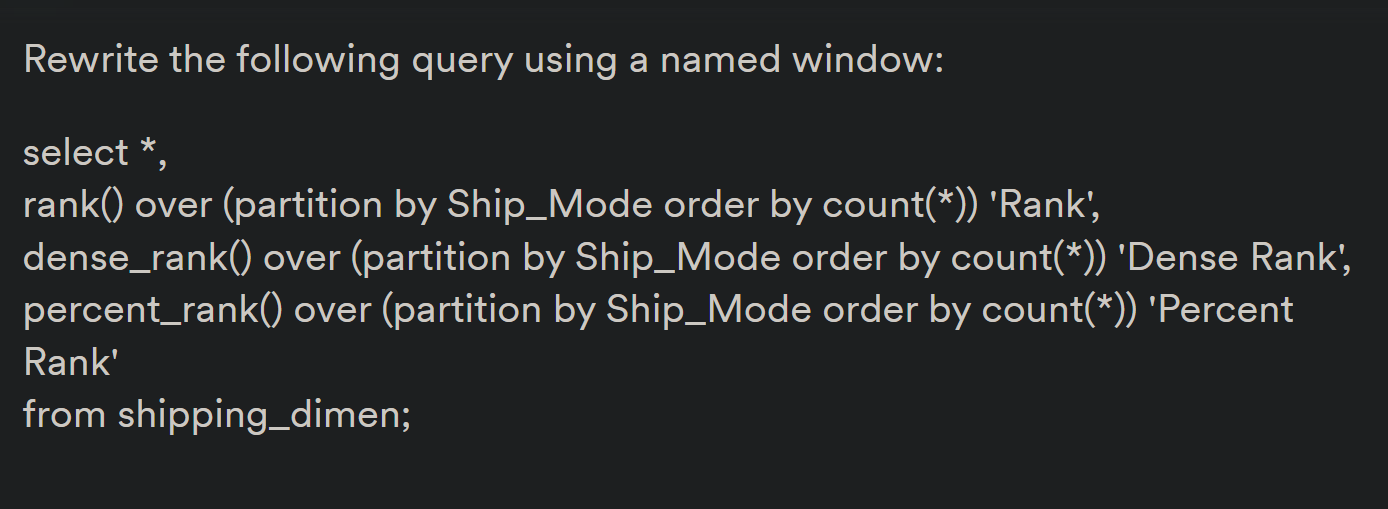 Rewrite the following query using a named window:
select *,
rank() over (partition by Ship_Mode order by count(*)) 'Rank',
dense_rank() over (partition by Ship_Mode order by count(*)) 'Dense Rank',
percent_rank() over (partition by Ship_Mode order by count(*)) 'Percent
Rank'
from shipping_dimen;